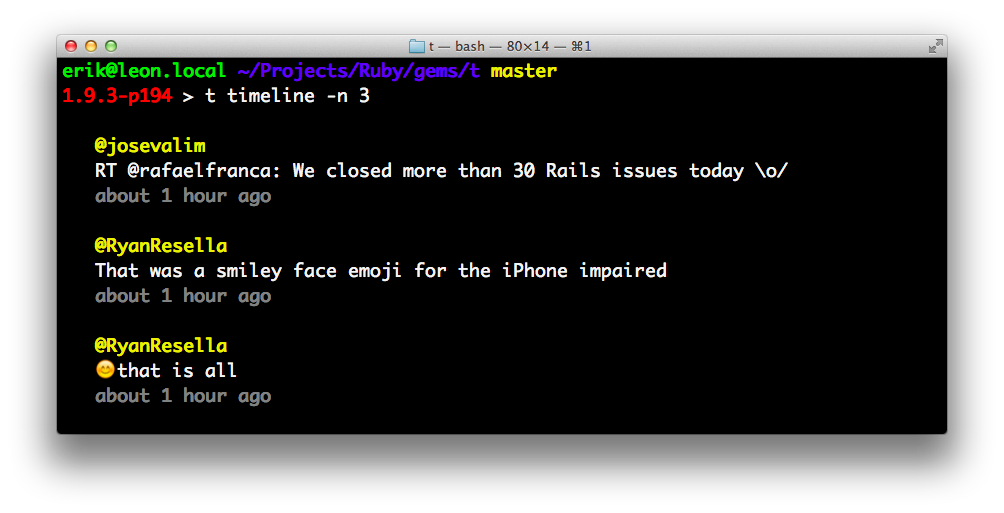 t — bash — 80×14 — ⌘1
erik@leon.local ~/Projects/Ruby/gems/t master
1.9.3-p194 > t timeline -n 3
@josevalim
RT @rafaelfranca: We closed more than 30 Rails issues today \o/
about 1 hour ago
@RyanResella
That was a smiley face emoji for the iPhone impaired
about 1 hour ago
@RyanResella
😊that is all
about 1 hour ago